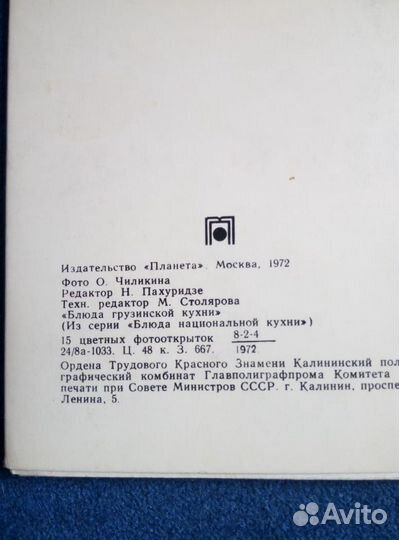 Издательство «Планета». Москва, 1972
Фото О. Чиликина
Редактор Н. Пахуридзе
Техн. редактор М. Столярова
«Блюда грузинской кухни»
(Из серии «Блюда национальной кухни»)
15 цветных фотооткрыток 8-2-4
24/8а-1033. Ц. 48 к. З. 667. 1972
Ордена Трудового Красного Знамени Калининский пол
графический комбинат Главполиграфпрома Комитета
печати при Совете Министров СССР. г. Калинин, проспе
Ленина, 5.
Avito